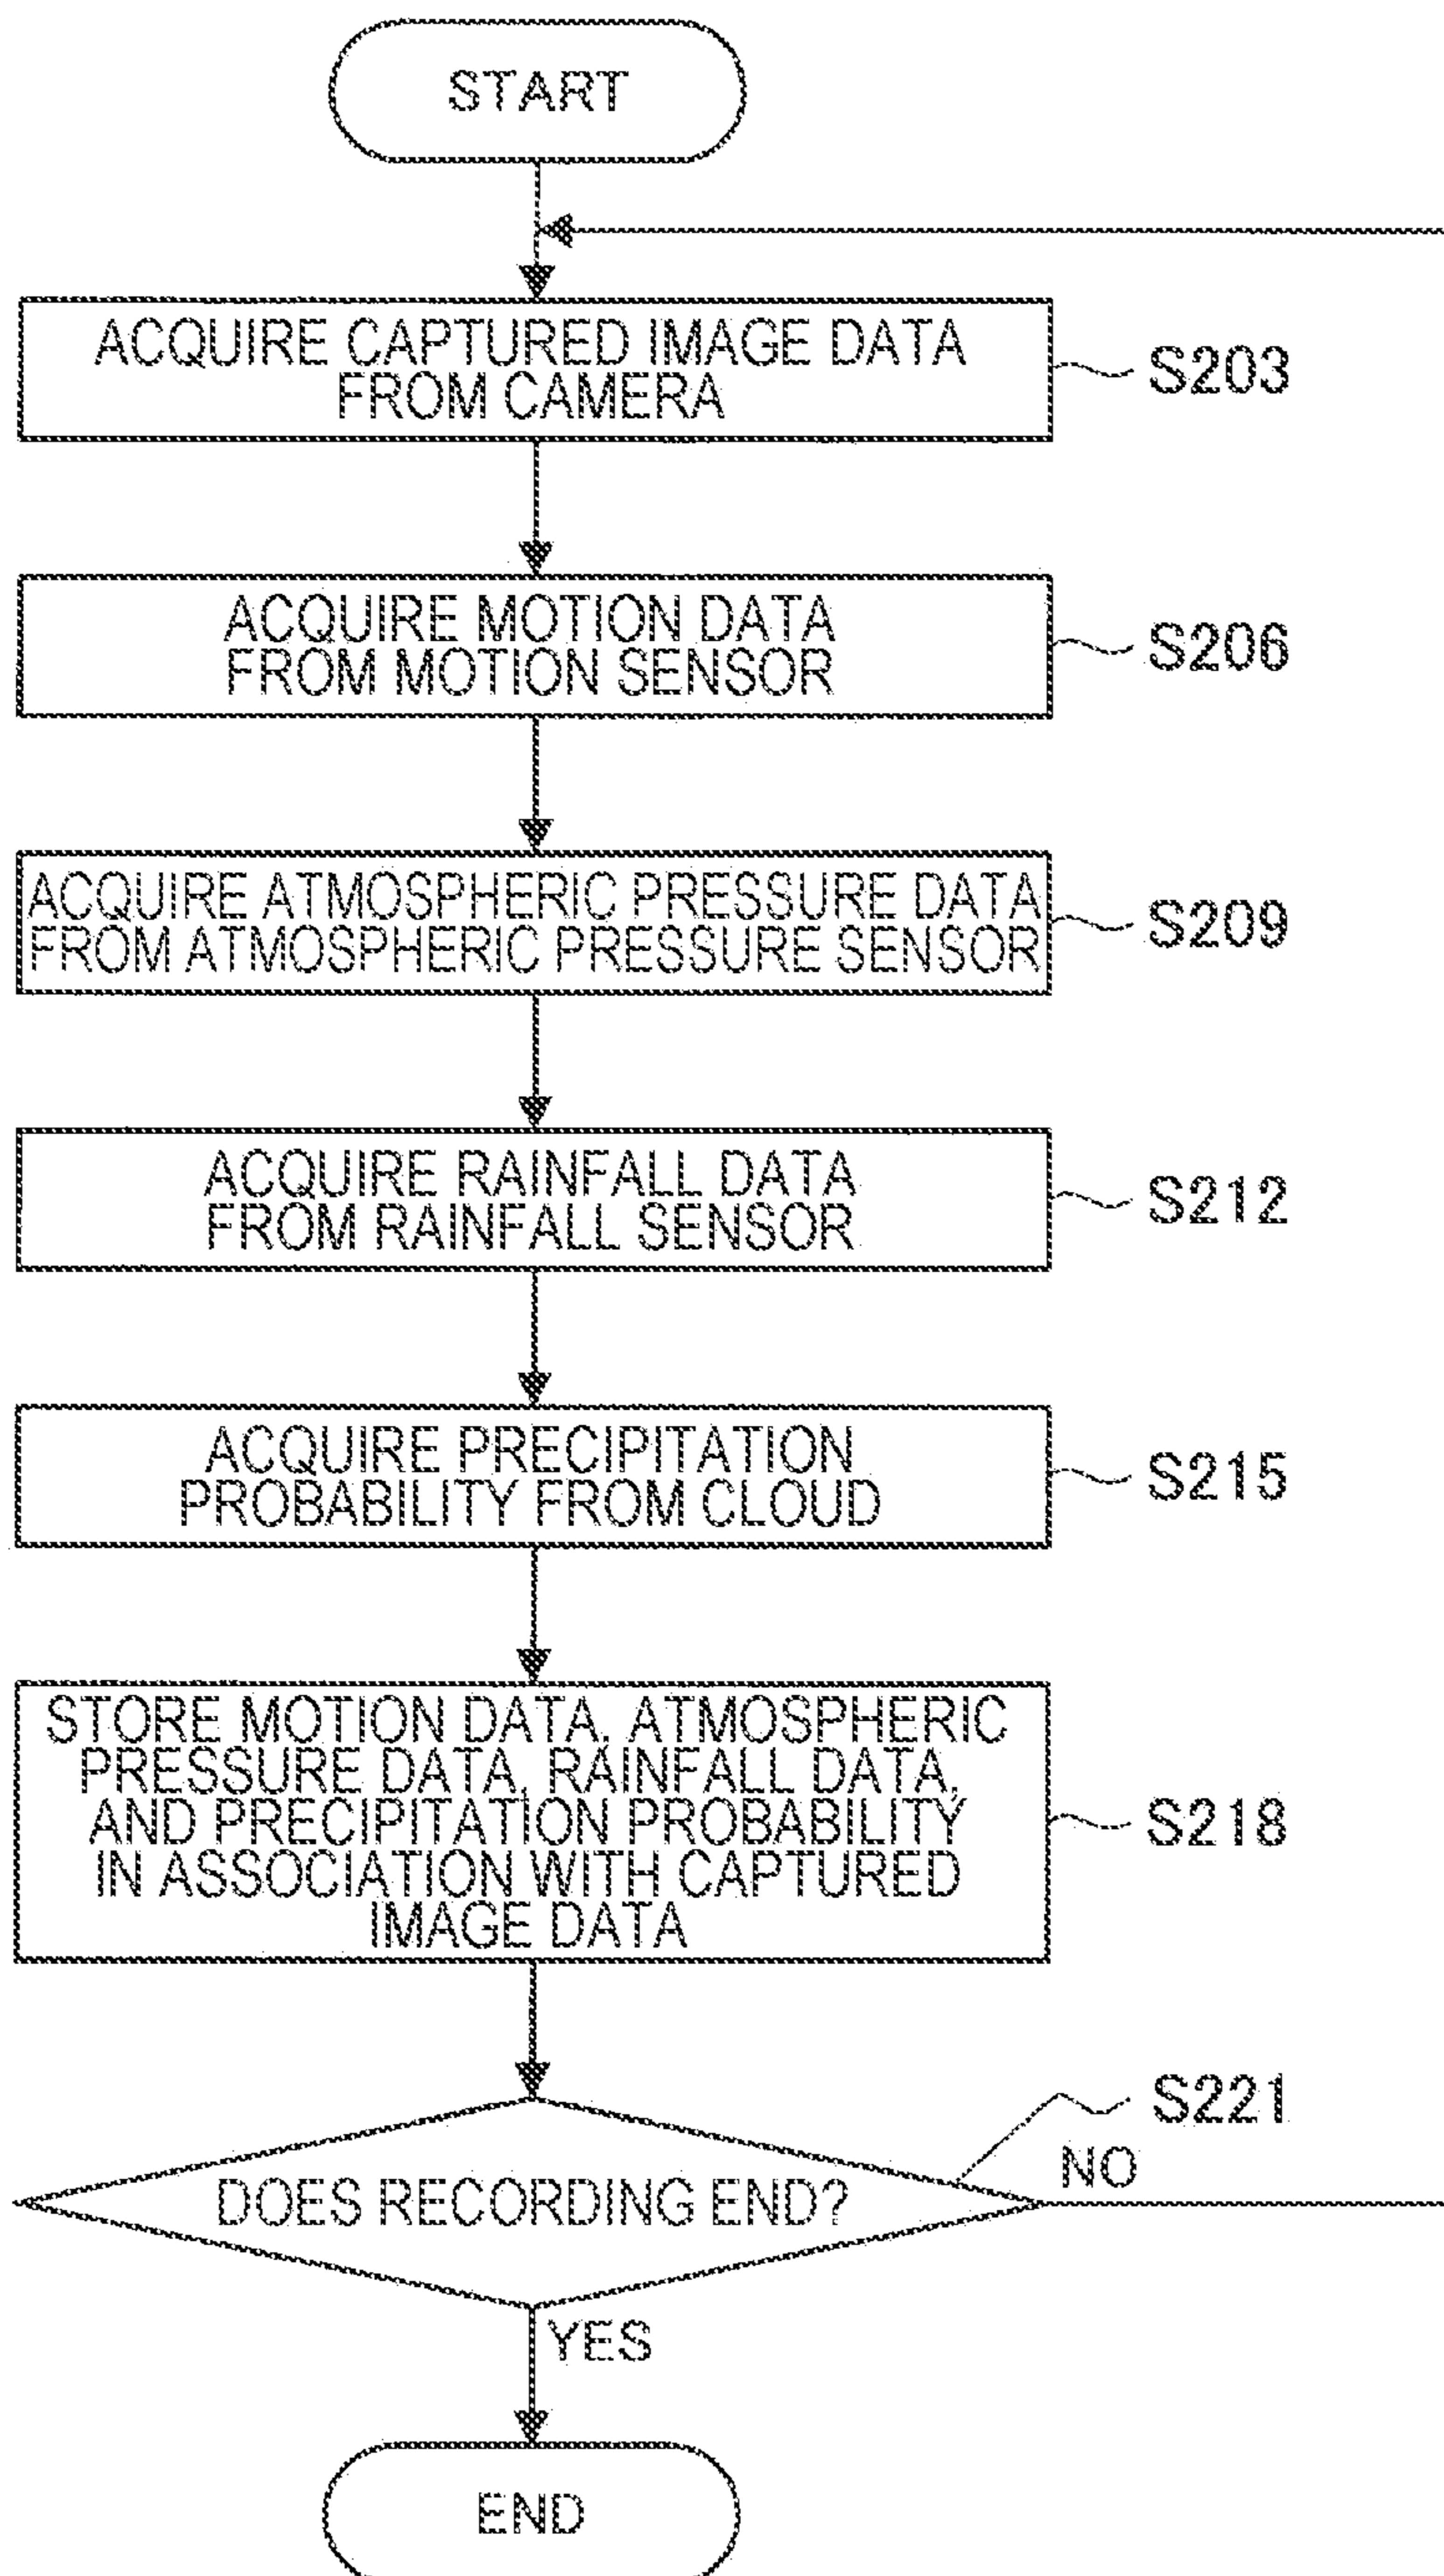 START
ACQUIRE CAPTURED IMAGE DATA
FROM CAMERA
S203
ACQUIRE MOTION DATA
FROM MOTION SENSOR
S206
ACQUIRE ATMOSPHERIC PRESSURE DATA
FROM ATMOSPHERIC PRESSURE SENSOR
S209
ACQUIRE RAINFALL DATA
FROM RAINFALL SENSOR
S212
ACQUIRE PRECIPITATION
PROBABILITY FROM CLOUD
S215
STORE MOTION DATA, ATMOSPHERIC
PRESSURE DATA, RAINFALL DATA,
AND PRECIPITATION PROBABILITY
IN ASSOCIATION WITH CAPTURED
IMAGE DATA
S218
S221
NO
DOES RECORDING END?
YES
END